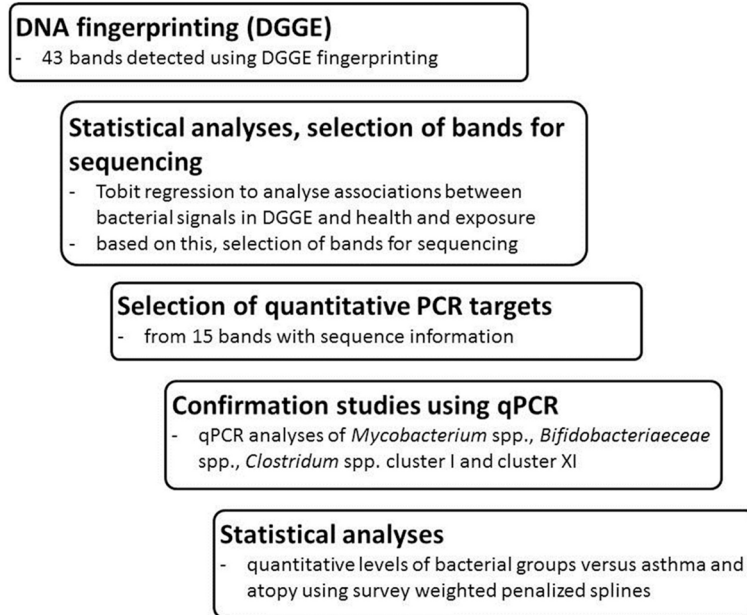 DNA fingerprinting (DGGE)
- 43 bands detected using DGGE fingerprinting
Statistical analyses, selection of bands for
sequencing
- Tobit regression to analyse associations between
bacterial signals in DGGE and health and exposure
- based on this, selection of bands for sequencing
Selection of quantitative PCR targets
- from 15 bands with sequence information
Confirmation studies using qPCR
- qPCR analyses of Mycobacterium spp., Bifidobacteriaeceae
spp., Clostridum spp. cluster I and cluster XI
Statistical analyses
- quantitative levels of bacterial groups versus asthma and
atopy using survey weighted penalized splines